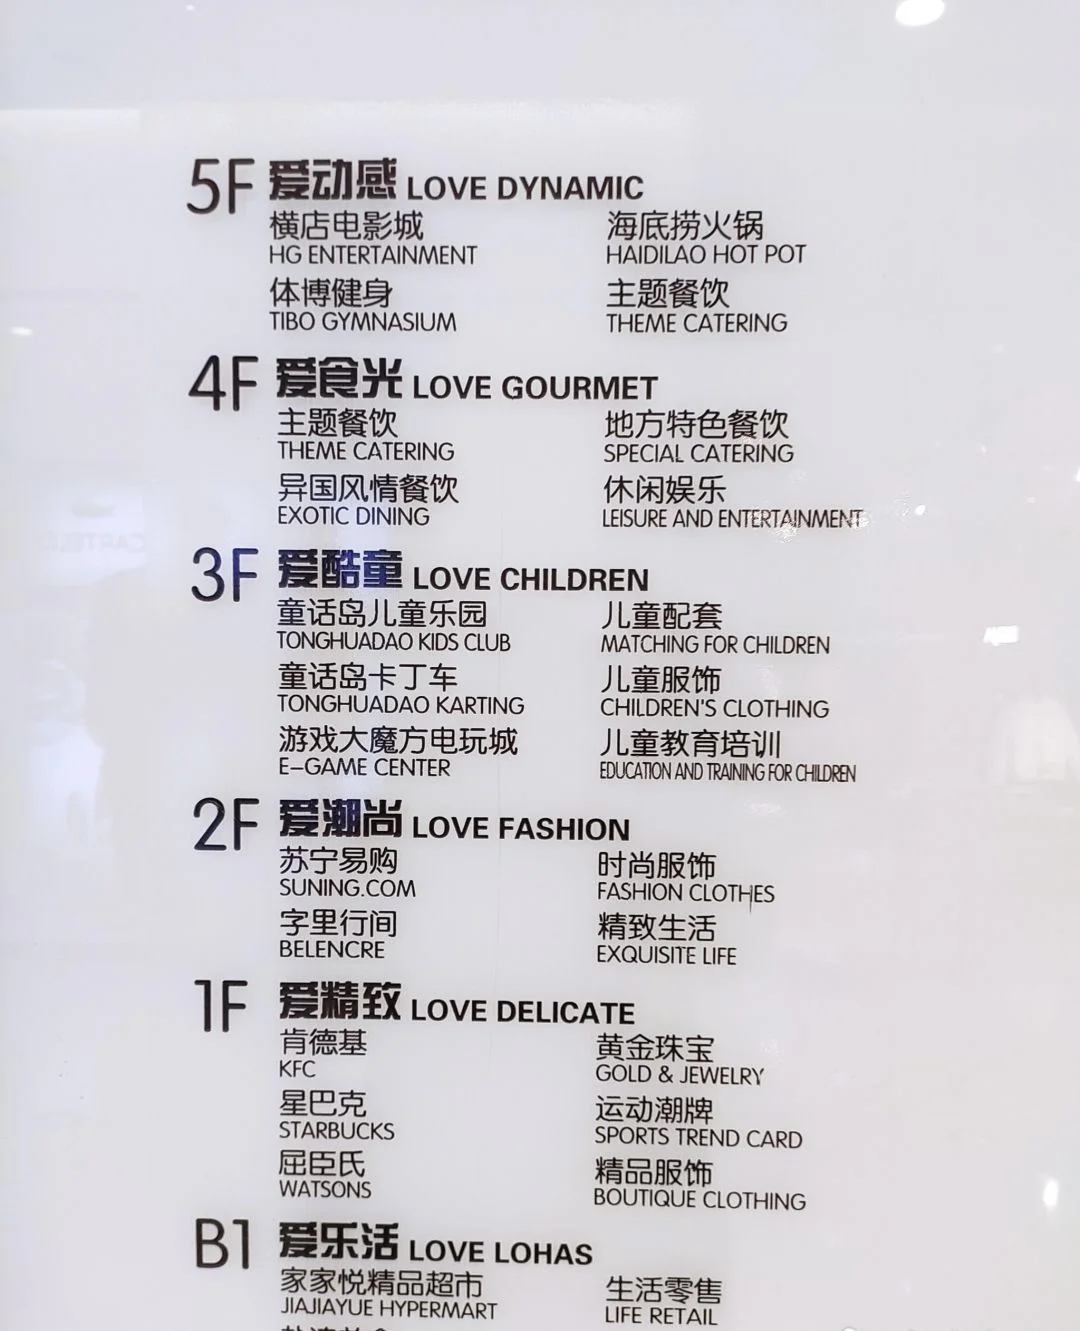 5F 爱动感 LOVE DYNAMIC
横店电影城 海底捞火锅
HG ENTERTAINMENT HAIDILAO HOT POT
体博健身 主题餐饮
TIBO GYMNASIUM THEME CATERING
4F 爱食光 LOVE GOURMET
主题餐饮 地方特色餐饮
THEME CATERING SPECIAL CATERING
异国风情餐饮 休闲娱乐
EXOTIC DINING LEISURE AND ENTERTAINMENT
3F 爱酷童 LOVE CHILDREN
童话岛儿童乐园 儿童配套
TONGHUADAO KIDS CLUB MATCHING FOR CHILDREN
童话岛卡丁车 儿童服饰
TONGHUADAO KARTING CHILDREN'S CLOTHING
游戏大魔方电玩城 儿童教育培训
E-GAME CENTER EDUCATION AND TRAINING FOR CHILDREN
2F 爱潮尚 LOVE FASHION
苏宁易购 时尚服饰
SUNING.COM FASHION CLOTHES
字里行间 精致生活
BELENCRE EXQUISITE LIFE
1F 爱精致 LOVE DELICATE
肯德基 黄金珠宝
KFC GOLD & JEWELRY
星巴克 运动潮牌
STARBUCKS SPORTS TREND CARD
屈臣氏 精品服饰
WATSONS BOUTIQUE CLOTHING
B1 爱乐活 LOVE LOHAS
家家悦精品超市 生活零售
JIAJIAYUE HYPERMART LIFE RETAIL